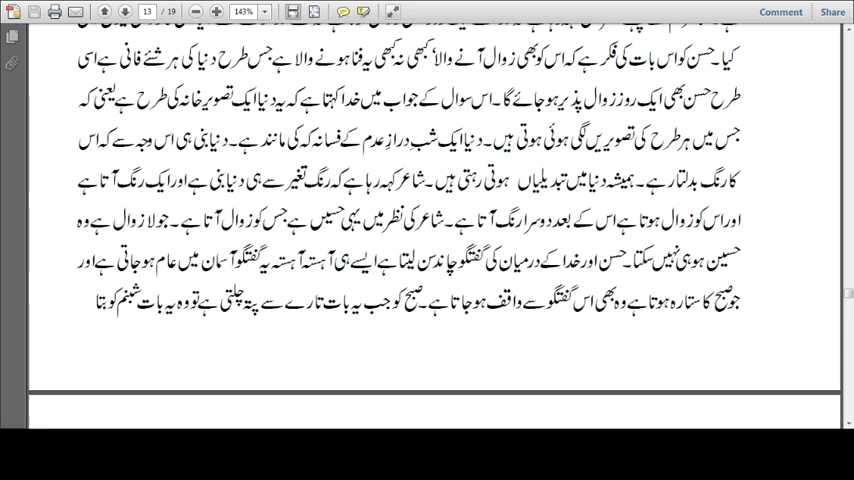 13 / 19
143%
Comment
Share
کیا۔ حسن کو اس بات کی فکر ہے کہ اس کو بھی زوال آنے والا‘ کبھی نہ کبھی یہ فنا ہونے والا ہے جس طرح دنیا کی ہر شئے فانی ہے اسی
طرح حسن بھی ایک روز زوال پذیر ہوجائے گا۔ اس سوال کے جواب میں خدا کہتا ہے کہ یہ دنیا ایک تصویر خانہ کی طرح ہے یعنی کہ
جس میں ہر طرح کی تصویریں لگی ہوئی ہوتی ہیں۔ دنیا ایک شب دراز عدم کے فسانہ کہ کی مانند ہے۔ دنیا بنی ہی اس وجہ سے کہ اس
کا رنگ بدلتا رہے۔ ہمیشہ دنیا میں تبدیلیاں ہوتی رہتی ہیں۔ شاعر کہہ رہا ہے کہ رنگ تغیر سے ہی دنیا بنی ہے اور ایک رنگ آتا ہے
اور اس کو زوال ہوتا ہے اس کے بعد دوسرا رنگ آتا ہے۔ شاعر کی نظر میں یہی حسیں ہے جس کو زوال آتا ہے۔ جو لا زوال ہے وہ
حسین ہو ہی نہیں سکتا۔ حسن اور خدا کے درمیان کی گفتگو چاند سن لیتا ہے ایسے ہی آہستہ آہستہ یہ گفتگو آسمان میں عام ہوجاتی ہے اور
جو صبح کا ستارہ ہوتا ہے وہ بھی اس گفتگو سے واقف ہوجاتا ہے۔ صبح کو جب یہ بات تارے سے پتہ چلتی ہے تو وہ یہ بات شبنم کو بتا